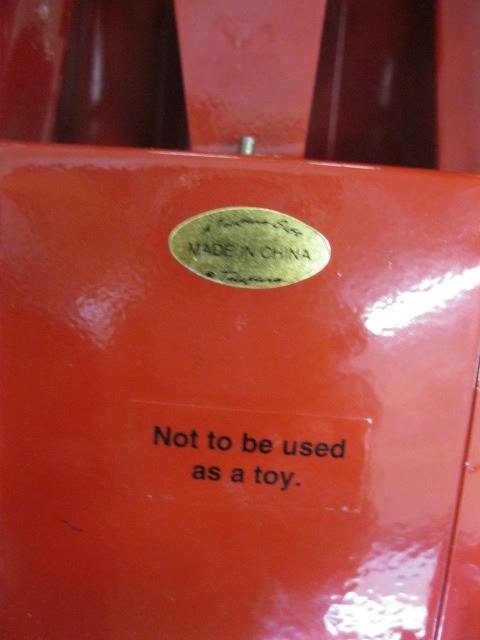 MADE IN CHINA
Not to be used
as a toy.